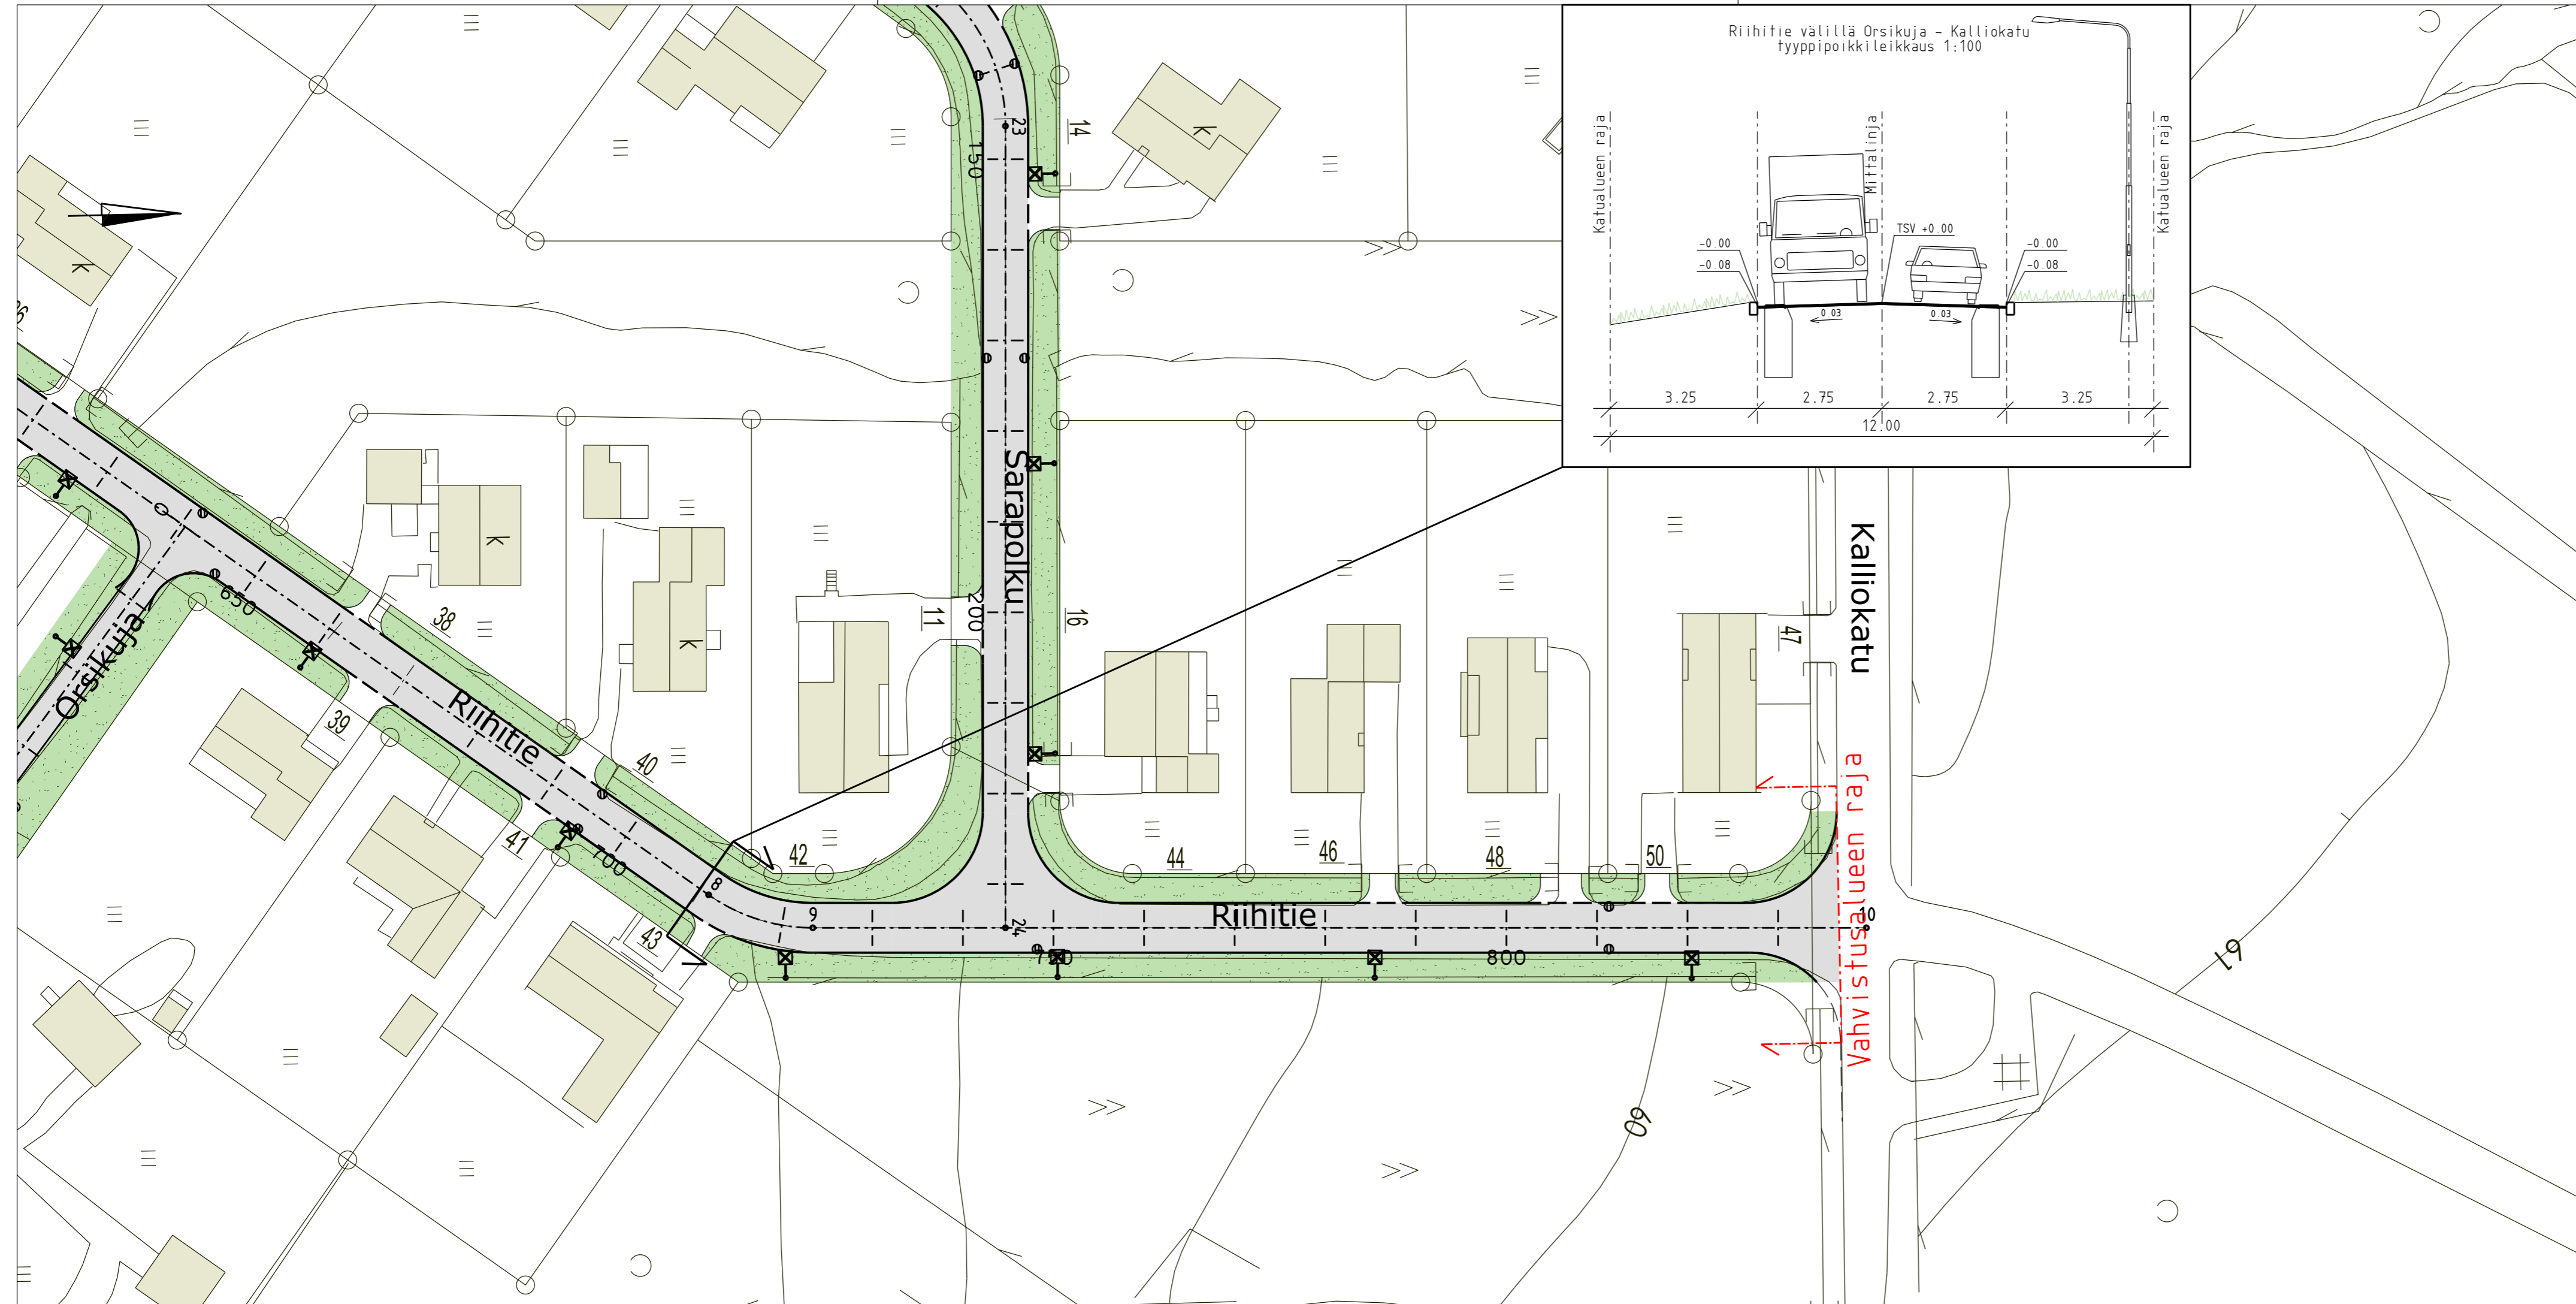 Riihitie välillä Orsikuja - Kalliokatu
tyyppipoikkileikkaus 1:100
Katualueen raja
Mittalinja
Katualueen raja
TSV +0.00
-0.00
-0.08
-0.00
-0.08
0.03
0.03
3.25
2.75
2.75
3.25
12.00
23
14
150
K
K
Sarapolku
K
K
38
650
Orsikuja
39
Riihitie
11
200
16
47
Kalliokatu
40
41
700
42
43
8
9
24
44
46
48
50
Riihitie
10
800
Vahvistusalueen raja
61
60